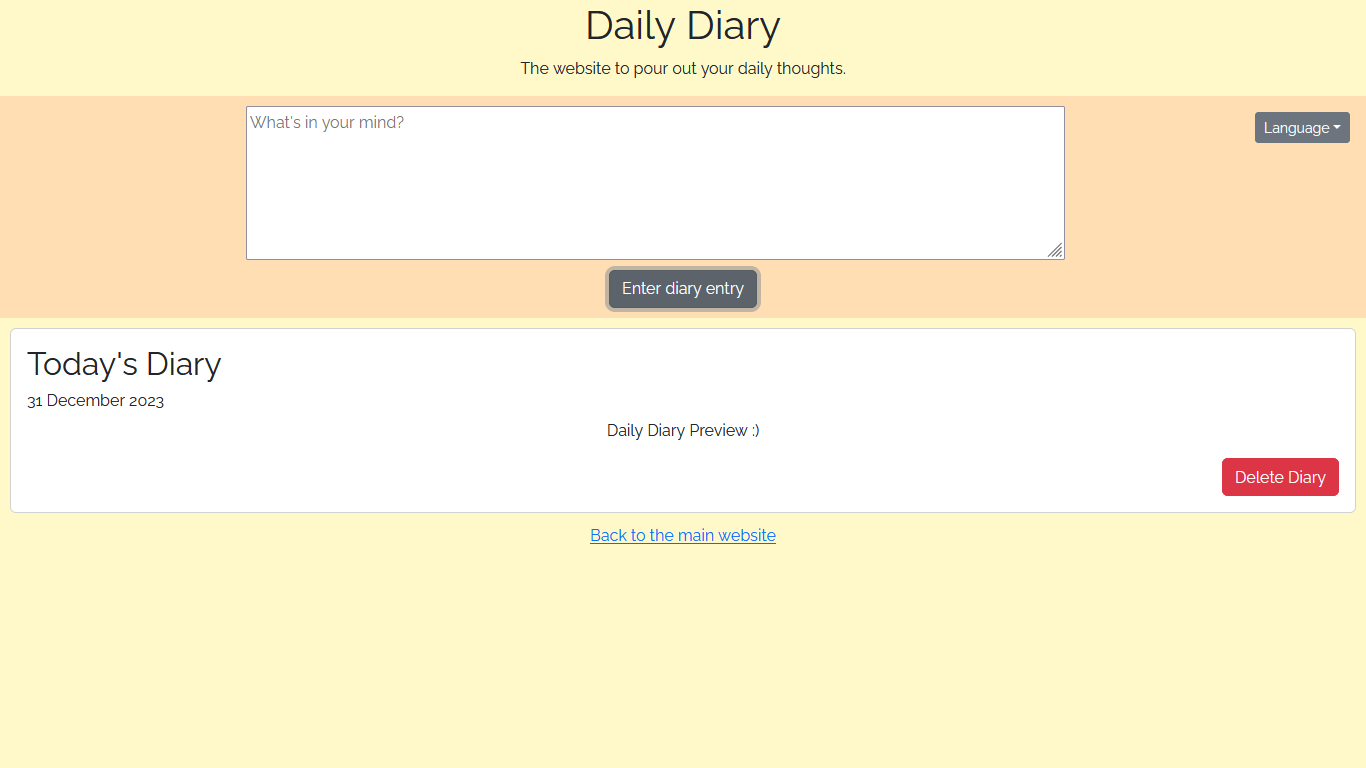 Daily Diary
The website to pour out your daily thoughts.
What's in your mind?
Language
Enter diary entry
Today's Diary
31 December 2023
Daily Diary Preview :)
Delete Diary
Back to the main website